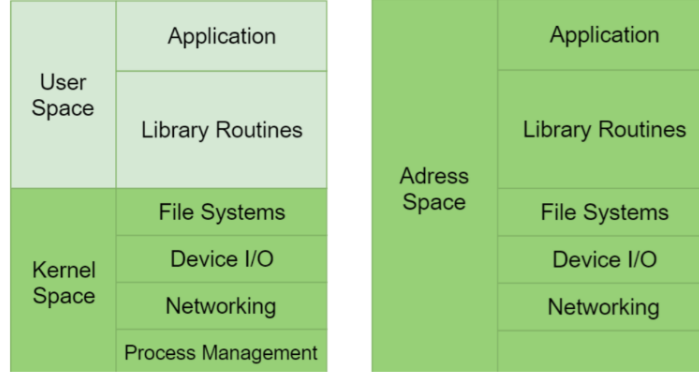 User
Space
Application
Library Routines
Kernel
Space
File Systems
Device I/O
Networking
Process Management
Adress
Space
Application
Library Routines
File Systems
Device I/O
Networking